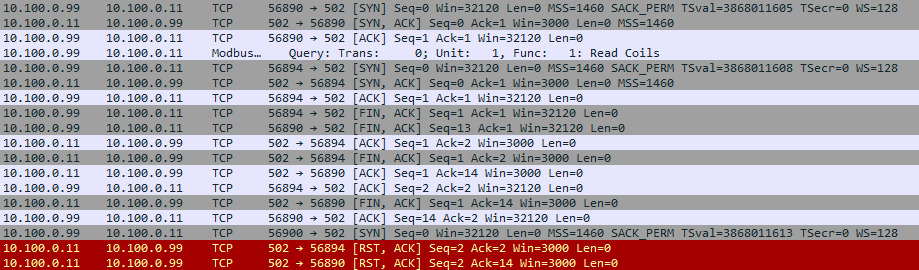 10.100.0.99 10.100.0.11 TCP 56890 → 502 [SYN] Seq=0 Win=32120 Len=0 MSS=1460 SACK_PERM TSval=3868011605 TSecr=0 WS=128
10.100.0.11 10.100.0.99 TCP 502 → 56890 [SYN, ACK] Seq=0 Ack=1 Win=3000 Len=0 MSS=1460
10.100.0.99 10.100.0.11 TCP 56890 → 502 [ACK] Seq=1 Ack=1 Win=32120 Len=0
10.100.0.99 10.100.0.11 Modbus… Query: Trans: 0; Unit: 1, Func: 1: Read Coils
10.100.0.99 10.100.0.11 TCP 56894 → 502 [SYN] Seq=0 Win=32120 Len=0 MSS=1460 SACK_PERM TSval=3868011608 TSecr=0 WS=128
10.100.0.11 10.100.0.99 TCP 502 → 56894 [SYN, ACK] Seq=0 Ack=1 Win=3000 Len=0 MSS=1460
10.100.0.99 10.100.0.11 TCP 56894 → 502 [ACK] Seq=1 Ack=1 Win=32120 Len=0
10.100.0.99 10.100.0.11 TCP 56894 → 502 [FIN, ACK] Seq=1 Ack=1 Win=32120 Len=0
10.100.0.99 10.100.0.11 TCP 56890 → 502 [FIN, ACK] Seq=13 Ack=1 Win=32120 Len=0
10.100.0.11 10.100.0.99 TCP 502 → 56894 [ACK] Seq=1 Ack=2 Win=3000 Len=0
10.100.0.11 10.100.0.99 TCP 502 → 56894 [FIN, ACK] Seq=1 Ack=2 Win=3000 Len=0
10.100.0.11 10.100.0.99 TCP 502 → 56890 [ACK] Seq=1 Ack=14 Win=3000 Len=0
10.100.0.99 10.100.0.11 TCP 56894 → 502 [ACK] Seq=2 Ack=2 Win=32120 Len=0
10.100.0.11 10.100.0.99 TCP 502 → 56890 [FIN, ACK] Seq=1 Ack=14 Win=3000 Len=0
10.100.0.99 10.100.0.11 TCP 56890 → 502 [ACK] Seq=14 Ack=2 Win=32120 Len=0
10.100.0.99 10.100.0.11 TCP 56900 → 502 [SYN] Seq=0 Win=32120 Len=0 MSS=1460 SACK_PERM TSval=3868011613 TSecr=0 WS=128
10.100.0.11 10.100.0.99 TCP 502 → 56894 [RST, ACK] Seq=2 Ack=2 Win=3000 Len=0
10.100.0.11 10.100.0.99 TCP 502 → 56890 [RST, ACK] Seq=2 Ack=14 Win=3000 Len=0